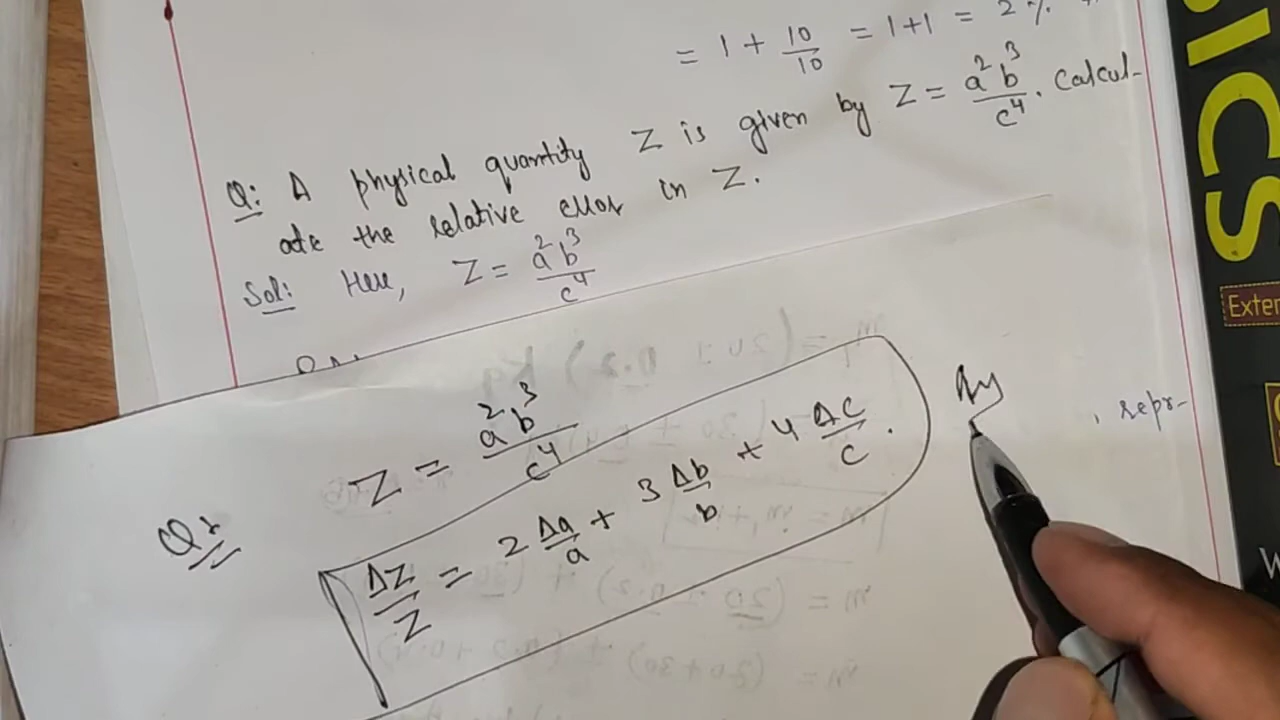 = 1 + 10/10 = 1+1 = 2 %
Q: A physical quantity Z is given by Z = a²b³/c⁴. Calcul-
ate the relative error in Z.
Sol: Here, Z = a²b³/c⁴
Z = a²b³/c⁴
, repr-
ΔZ/Z = 2 Δa/a + 3 Δb/b + 4 Δc/c .
ICS
Exter
W